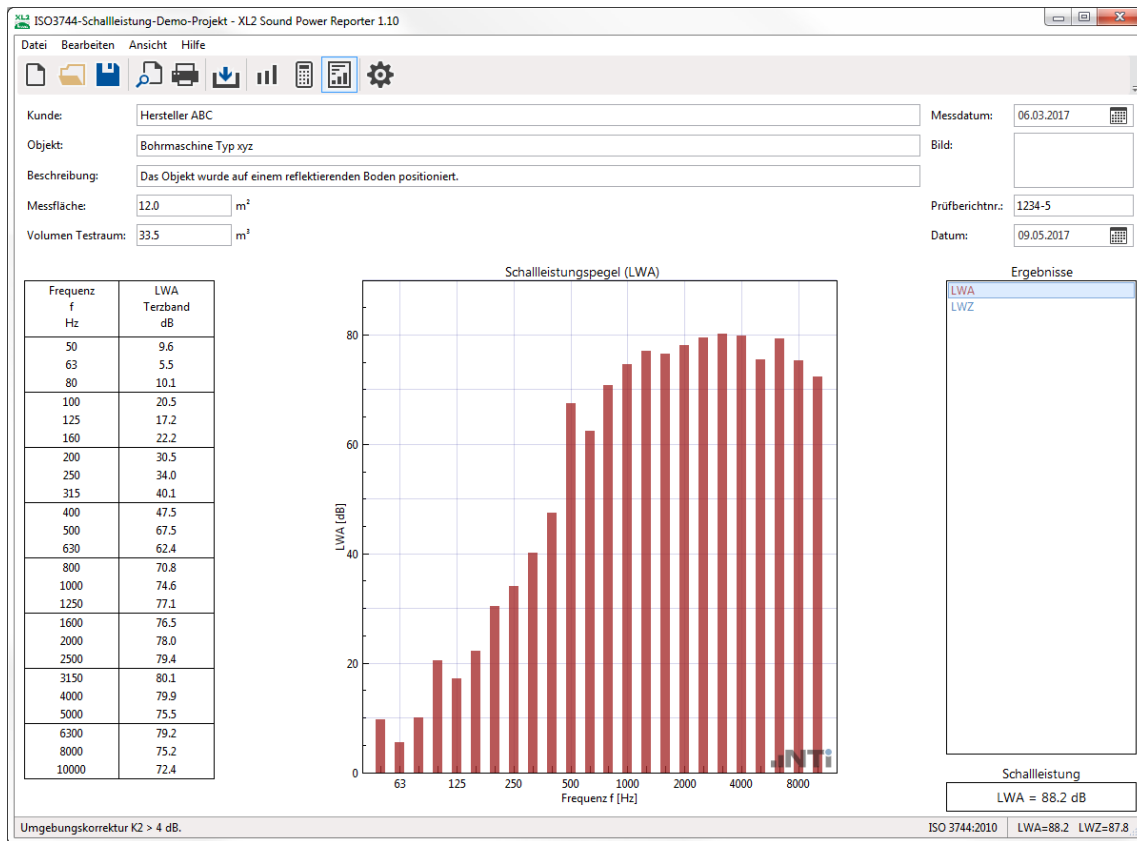 ISO3744-Schallleistung-Demo-Projekt - XL2 Sound Power Reporter 1.10
Datei Bearbeiten Ansicht Hilfe
Kunde: Hersteller ABC Messdatum: 06.03.2017
Objekt: Bohrmaschine Typ xyz Bild:
Beschreibung: Das Objekt wurde auf einem reflektierenden Boden positioniert.
Messfläche: 12.0 m² Prüfberichtnr.: 1234-5
Volumen Testraum: 33.5 m³ Datum: 09.05.2017
Frequenz LWA
f Terzband
Hz dB
50 9.6
63 5.5
80 10.1
100 20.5
125 17.2
160 22.2
200 30.5
250 34.0
315 40.1
400 47.5
500 67.5
630 62.4
800 70.8
1000 74.6
1250 77.1
1600 76.5
2000 78.0
2500 79.4
3150 80.1
4000 79.9
5000 75.5
6300 79.2
8000 75.2
10000 72.4
Schallleistungspegel (LWA)
LWA [dB]
80
60
40
20
0
NTi
63 125 250 500 1000 2000 4000 8000
Frequenz f [Hz]
Ergebnisse
LWA
LWZ
Schallleistung
LWA = 88.2 dB
Umgebungskorrektur K2 > 4 dB. ISO 3744:2010 LWA=88.2 LWZ=87.8